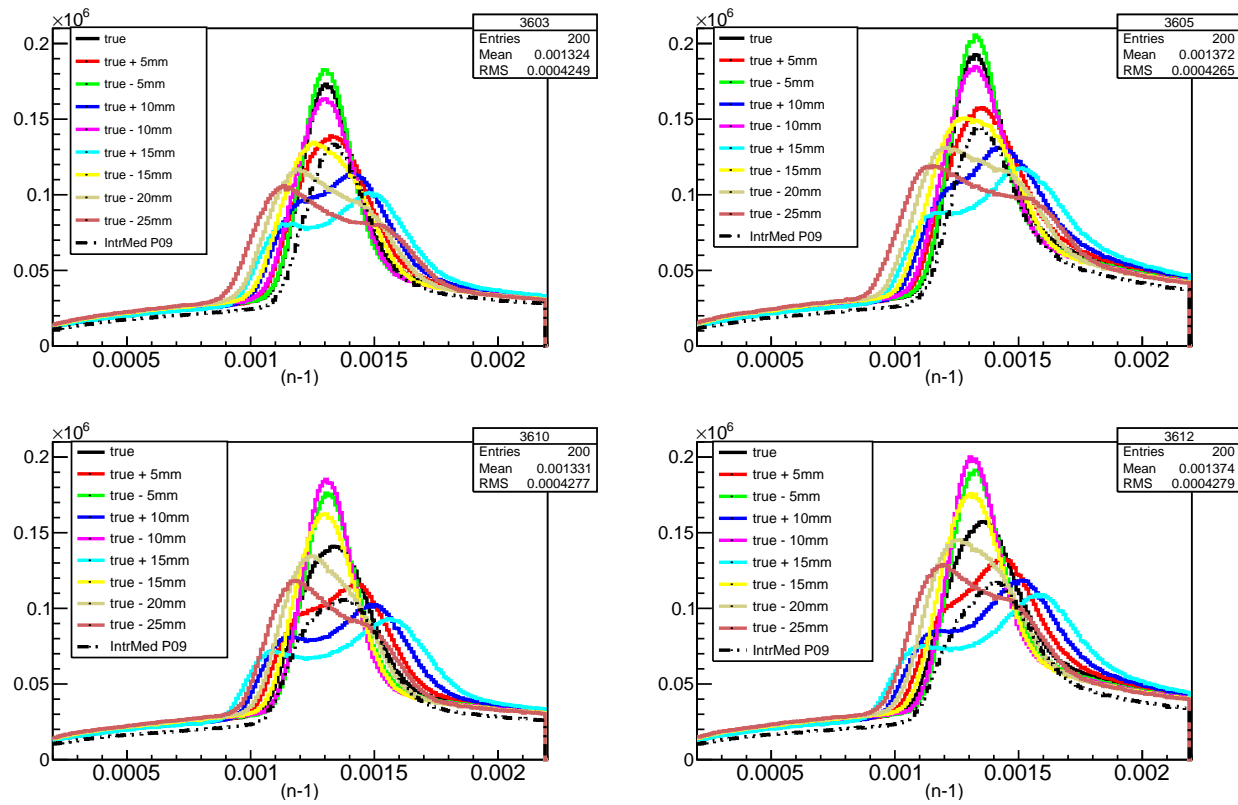 ×10⁶
3603
Entries 200
Mean 0.001324
RMS 0.0004249
true
true + 5mm
true - 5mm
true + 10mm
true - 10mm
true + 15mm
true - 15mm
true - 20mm
true - 25mm
IntrMed P09
0.2
0.15
0.1
0.05
0
0.0005
0.001
0.0015
0.002
(n-1)
×10⁶
3605
Entries 200
Mean 0.001372
RMS 0.0004265
true
true + 5mm
true - 5mm
true + 10mm
true - 10mm
true + 15mm
true - 15mm
true - 20mm
true - 25mm
IntrMed P09
0.2
0.15
0.1
0.05
0
0.0005
0.001
0.0015
0.002
(n-1)
×10⁶
3610
Entries 200
Mean 0.001331
RMS 0.0004277
true
true + 5mm
true - 5mm
true + 10mm
true - 10mm
true + 15mm
true - 15mm
true - 20mm
true - 25mm
IntrMed P09
0.2
0.15
0.1
0.05
0
0.0005
0.001
0.0015
0.002
(n-1)
×10⁶
3612
Entries 200
Mean 0.001374
RMS 0.0004279
true
true + 5mm
true - 5mm
true + 10mm
true - 10mm
true + 15mm
true - 15mm
true - 20mm
true - 25mm
IntrMed P09
0.2
0.15
0.1
0.05
0
0.0005
0.001
0.0015
0.002
(n-1)